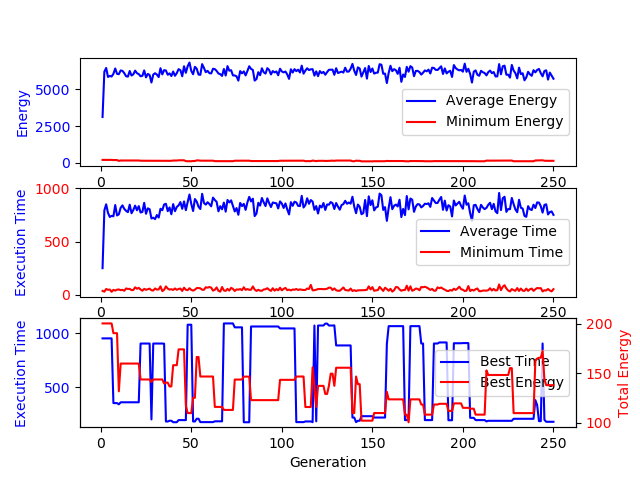 Energy
5000
2500
0
Average Energy
Minimum Energy
0 50 100 150 200 250
Execution Time
1000
500
0
Average Time
Minimum Time
0 50 100 150 200 250
Execution Time
1000
500
Best Time
Best Energy
200
150
100
Total Energy
0 50 100 150 200 250
Generation